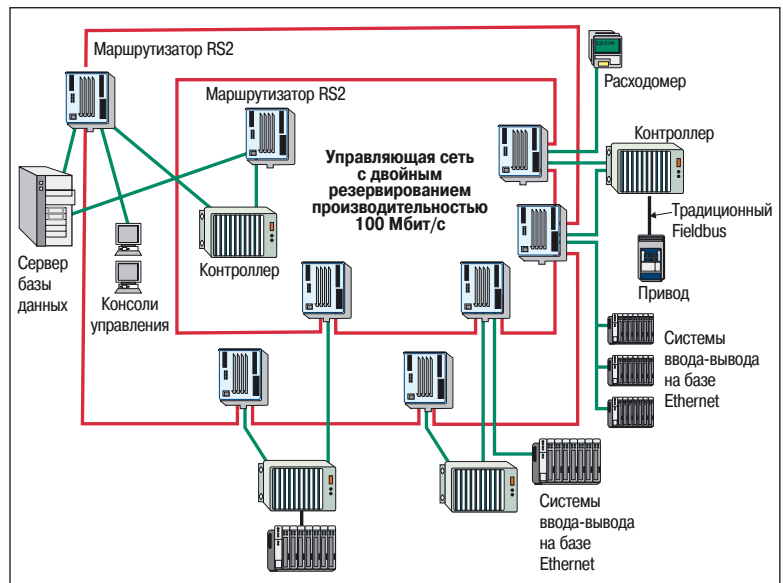 Маршрутизатор RS2
Маршрутизатор RS2
Расходомер
Контроллер
Управляющая сеть
с двойным
резервированием
производительностью
100 Мбит/с
Традиционный
Fieldbus
Привод
Сервер
базы
данных
Консоли
управления
Контроллер
Системы
ввода-вывода
на базе
Ethernet
Системы
ввода-вывода
на базе
Ethernet